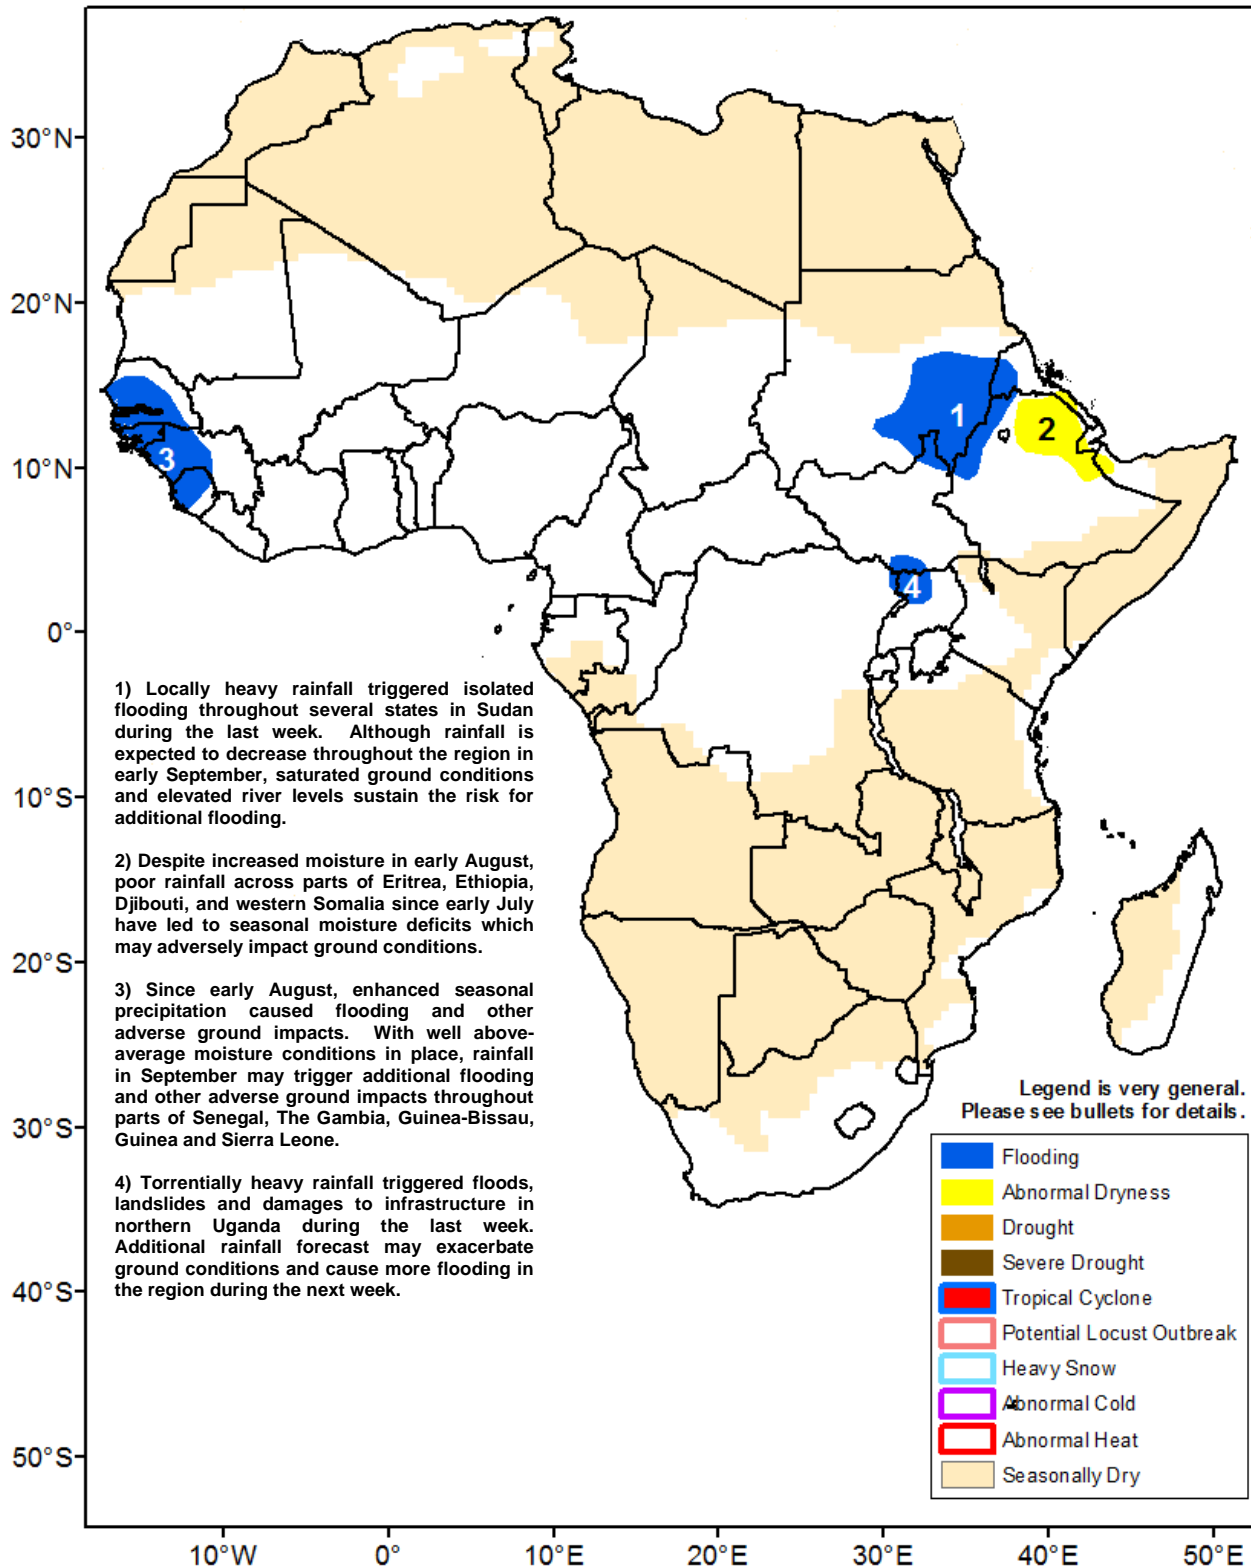 30°N
20°N
10°N
0°
10°S
20°S
30°S
40°S
50°S
1
2
3
4
1) Locally heavy rainfall triggered isolated
flooding throughout several states in Sudan
during the last week. Although rainfall is
expected to decrease throughout the region in
early September, saturated ground conditions
and elevated river levels sustain the risk for
additional flooding.
2) Despite increased moisture in early August,
poor rainfall across parts of Eritrea, Ethiopia,
Djibouti, and western Somalia since early July
have led to seasonal moisture deficits which
may adversely impact ground conditions.
3) Since early August, enhanced seasonal
precipitation caused flooding and other
adverse ground impacts. With well above-
average moisture conditions in place, rainfall
in September may trigger additional flooding
and other adverse ground impacts throughout
parts of Senegal, The Gambia, Guinea-Bissau,
Guinea and Sierra Leone.
4) Torrentially heavy rainfall triggered floods,
landslides and damages to infrastructure in
northern Uganda during the last week.
Additional rainfall forecast may exacerbate
ground conditions and cause more flooding in
the region during the next week.
Legend is very general.
Please see bullets for details.
Flooding
Abnormal Dryness
Drought
Severe Drought
Tropical Cyclone
Potential Locust Outbreak
Heavy Snow
Abnormal Cold
Abnormal Heat
Seasonally Dry
10°W
0°
10°E
20°E
30°E
40°E
50°E